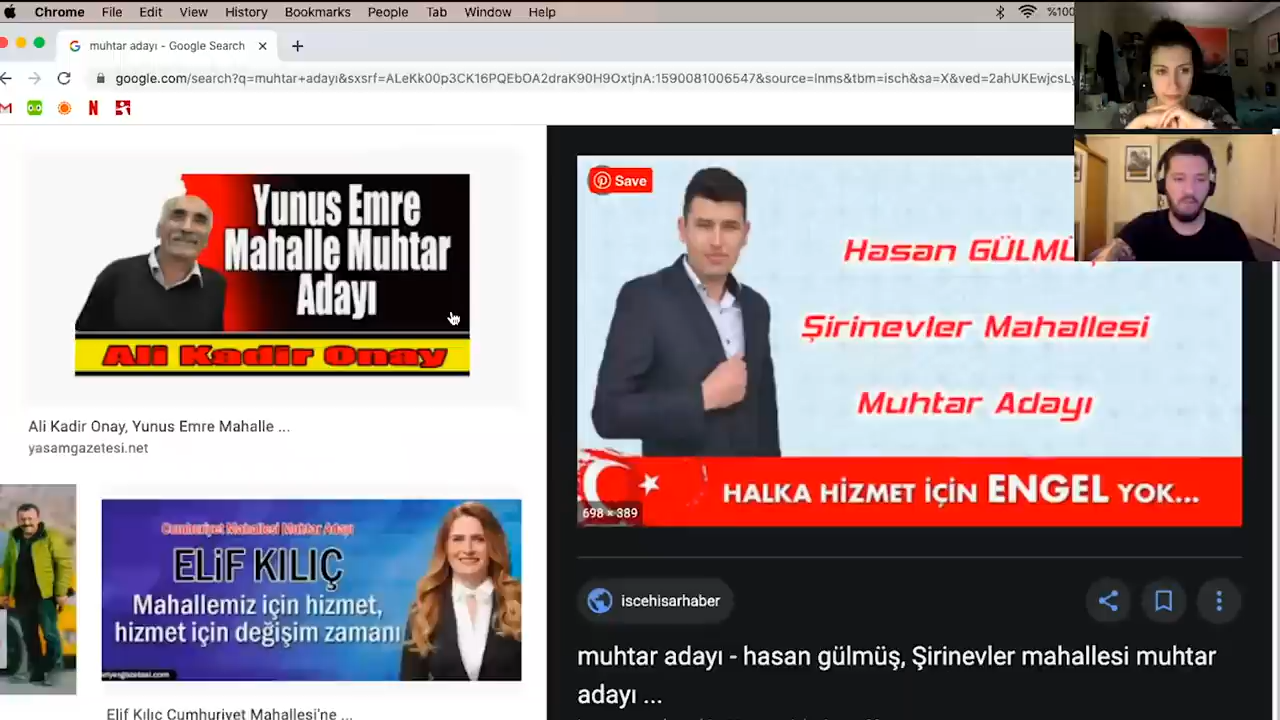 Chrome File Edit View History Bookmarks People Tab Window Help
%100
muhtar adayı - Google Search
google.com/search?q=muhtar+adayı&sxsrf=ALeKk00p3CK16PQEbOA2draK90H9OxtjnA:1590081006547&source=lnms&tbm=isch&sa=X&ved=2ahUKEwjcsLy
Yunus Emre
Mahalle Muhtar
Adayı
Ali Kadir Onay
Ali Kadir Onay, Yunus Emre Mahalle ...
yasamgazetesi.net
Cumhuriyet Mahallesi Muhtar Adayı
ELİF KILIÇ
Mahallemiz için hizmet,
hizmet için değişim zamanı
Elif Kılıç Cumhuriyet Mahallesi'ne ...
Save
Hasan GÜLMÜ
Şirinevler Mahallesi
Muhtar Adayı
HALKA HİZMET İÇİN ENGEL YOK...
698 × 389
iscehisarhaber
muhtar adayı - hasan gülmüş, Şirinevler mahallesi muhtar
adayı ...